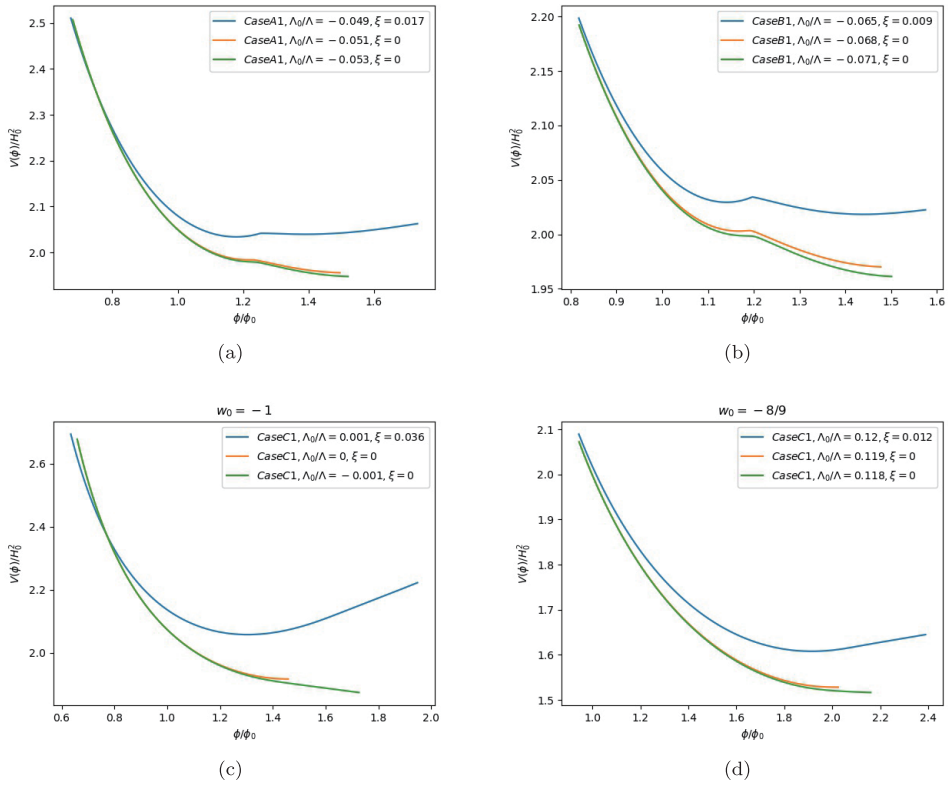 CaseA1, Λ₀/Λ = −0.049, ξ = 0.017
CaseA1, Λ₀/Λ = −0.051, ξ = 0
CaseA1, Λ₀/Λ = −0.053, ξ = 0
2.5
2.4
2.3
2.2
2.1
2.0
V(ϕ)/H₀²
0.8 1.0 1.2 1.4 1.6
ϕ/ϕ₀
(a)
CaseB1, Λ₀/Λ = −0.065, ξ = 0.009
CaseB1, Λ₀/Λ = −0.068, ξ = 0
CaseB1, Λ₀/Λ = −0.071, ξ = 0
2.20
2.15
2.10
2.05
2.00
1.95
V(ϕ)/H₀²
0.8 0.9 1.0 1.1 1.2 1.3 1.4 1.5 1.6
ϕ/ϕ₀
(b)
w₀ = −1
CaseC1, Λ₀/Λ = 0.001, ξ = 0.036
CaseC1, Λ₀/Λ = 0, ξ = 0
CaseC1, Λ₀/Λ = −0.001, ξ = 0
2.6
2.4
2.2
2.0
V(ϕ)/H₀²
0.6 0.8 1.0 1.2 1.4 1.6 1.8 2.0
ϕ/ϕ₀
(c)
w₀ = −8/9
CaseC1, Λ₀/Λ = 0.12, ξ = 0.012
CaseC1, Λ₀/Λ = 0.119, ξ = 0
CaseC1, Λ₀/Λ = 0.118, ξ = 0
2.1
2.0
1.9
1.8
1.7
1.6
1.5
V(ϕ)/H₀²
1.0 1.2 1.4 1.6 1.8 2.0 2.2 2.4
ϕ/ϕ₀
(d)